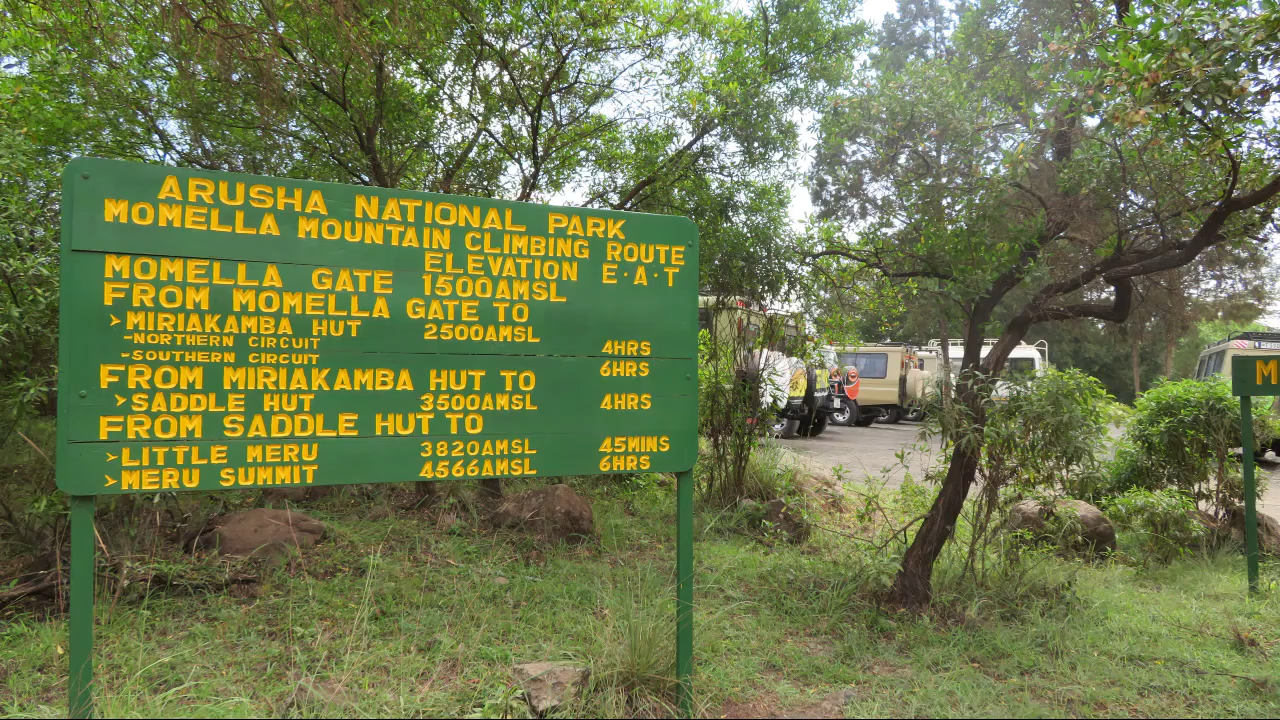 ARUSHA NATIONAL PARK
MOMELLA MOUNTAIN CLIMBING ROUTE
ELEVATION E·A·T
MOMELLA GATE 1500AMSL
FROM MOMELLA GATE TO
➢MIRIAKAMBA HUT 2500AMSL
-NORTHERN CIRCUIT 4HRS
-SOUTHERN CIRCUIT 6HRS
FROM MIRIAKAMBA HUT TO
➢SADDLE HUT 3500AMSL 4HRS
FROM SADDLE HUT TO
➢LITTLE MERU 3820AMSL 45MINS
➢MERU SUMMIT 4566AMSL 6HRS
M